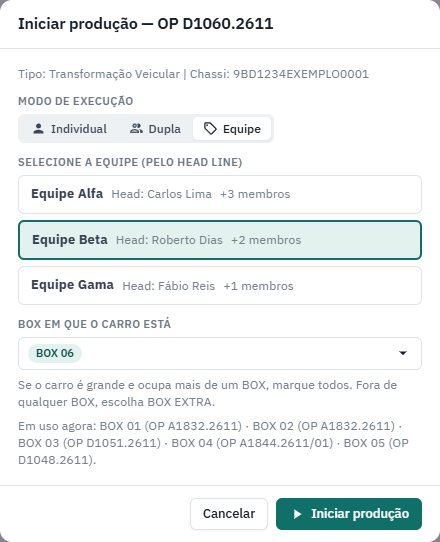 Iniciar produção — OP D1060.2611
Tipo: Transformação Veicular | Chassi: 9BD1234EXEMPLO0001
MODO DE EXECUÇÃO
Individual Dupla Equipe
SELECIONE A EQUIPE (PELO HEAD LINE)
Equipe Alfa Head: Carlos Lima +3 membros
Equipe Beta Head: Roberto Dias +2 membros
Equipe Gama Head: Fábio Reis +1 membros
BOX EM QUE O CARRO ESTÁ
BOX 06
Se o carro é grande e ocupa mais de um BOX, marque todos. Fora de
qualquer BOX, escolha BOX EXTRA.
Em uso agora: BOX 01 (OP A1832.2611) · BOX 02 (OP A1832.2611) ·
BOX 03 (OP D1051.2611) · BOX 04 (OP A1844.2611/01) · BOX 05 (OP
D1048.2611).
Cancelar Iniciar produção